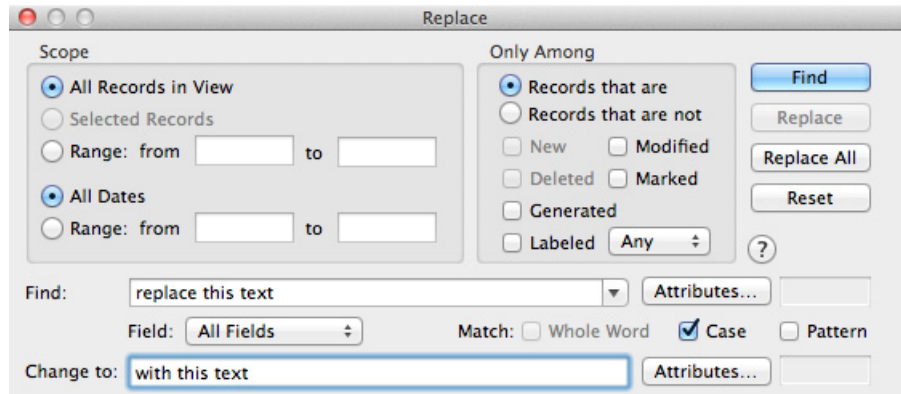 Replace
Scope
Only Among
All Records in View
Records that are
Find
Selected Records
Records that are not
Replace
Range: from to
New Modified
Replace All
Deleted Marked
All Dates
Reset
Generated
Range: from to
Labeled Any
?
Find: replace this text Attributes...
Field: All Fields Match: Whole Word Case Pattern
Change to: with this text Attributes...